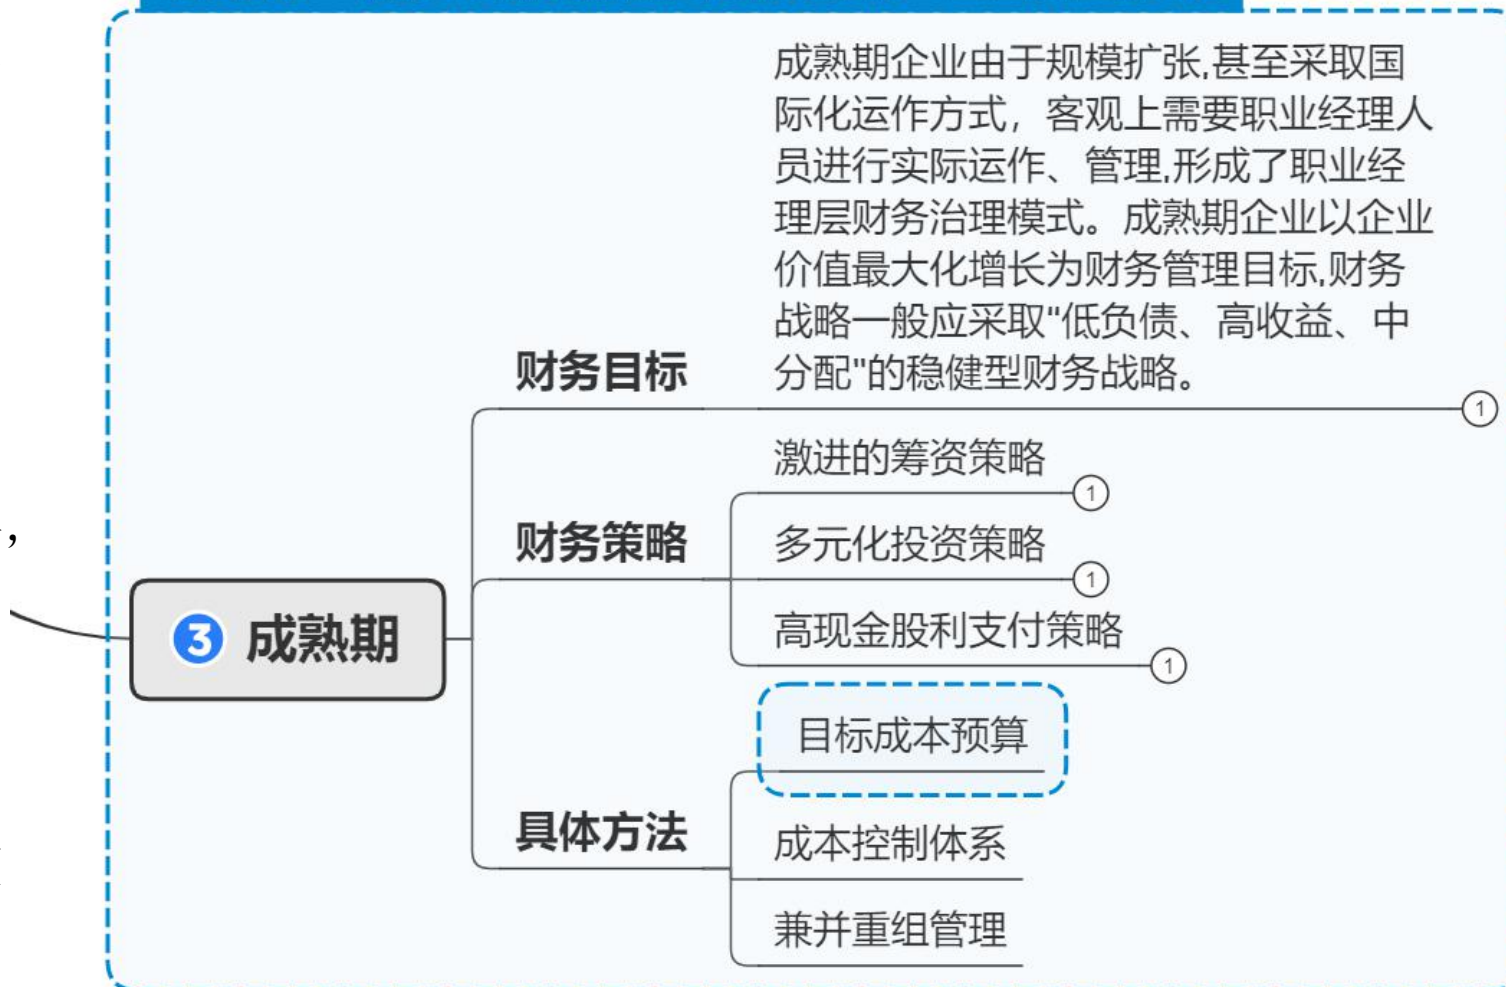 成熟期企业由于规模扩张,甚至采取国
际化运作方式，客观上需要职业经理人
员进行实际运作、管理,形成了职业经
理层财务治理模式。成熟期企业以企业
价值最大化增长为财务管理目标,财务
战略一般应采取"低负债、高收益、中
分配"的稳健型财务战略。
财务目标
1
激进的筹资策略
1
财务策略
多元化投资策略
1
高现金股利支付策略
1
3 成熟期
目标成本预算
具体方法
成本控制体系
兼并重组管理